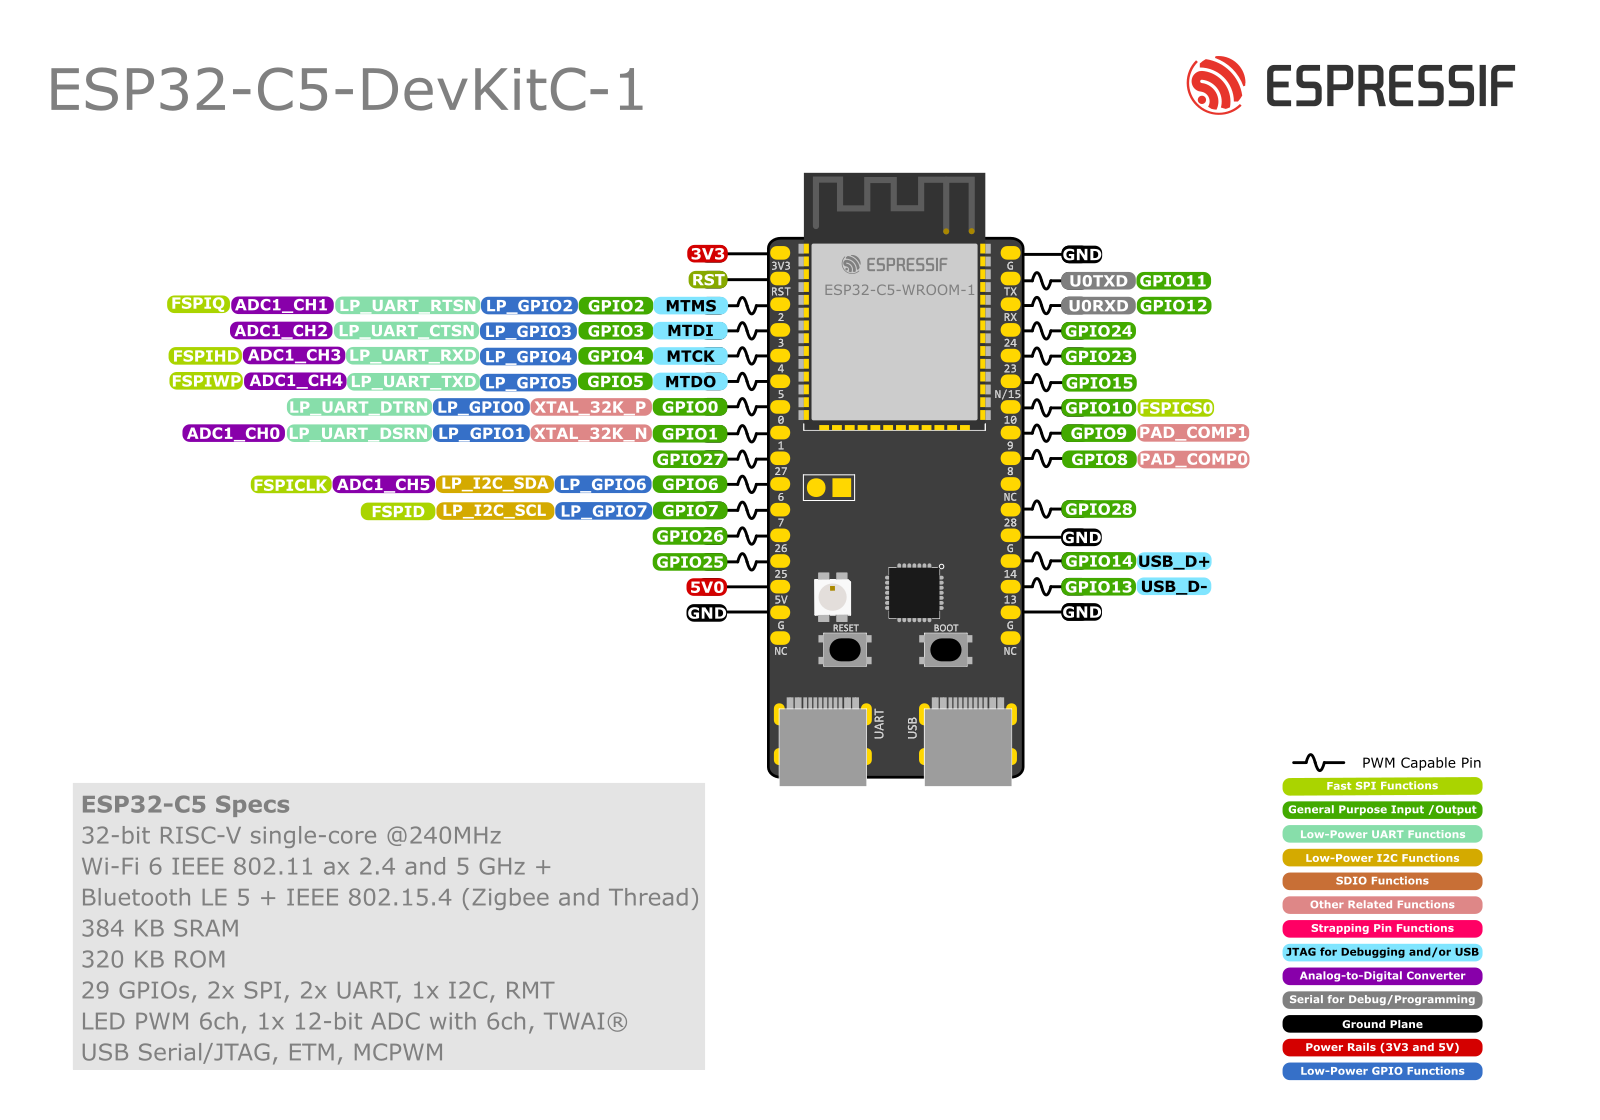 ESP32-C5-DevKitC-1
ESPRESSIF
3V3
RST
FSPIQ ADC1_CH1 LP_UART_RTSN LP_GPIO2 GPIO2 MTMS
ADC1_CH2 LP_UART_CTSN LP_GPIO3 GPIO3 MTDI
FSPIHD ADC1_CH3 LP_UART_RXD LP_GPIO4 GPIO4 MTCK
FSPIWP ADC1_CH4 LP_UART_TXD LP_GPIO5 GPIO5 MTDO
LP_UART_DTRN LP_GPIO0 XTAL_32K_P GPIO0
ADC1_CH0 LP_UART_DSRN LP_GPIO1 XTAL_32K_N GPIO1
GPIO27
FSPICLK ADC1_CH5 LP_I2C_SDA LP_GPIO6 GPIO6
FSPID LP_I2C_SCL LP_GPIO7 GPIO7
GPIO26
GPIO25
5V0
GND
3V3
RST
2
3
4
5
0
1
27
6
7
26
25
5V
G
NC
ESPRESSIF
ESP32-C5-WROOM-1
RESET
BOOT
UART
USB
G
TX
RX
24
23
N/15
10
9
8
NC
28
G
14
13
G
NC
GND
U0TXD GPIO11
U0RXD GPIO12
GPIO24
GPIO23
GPIO15
GPIO10 FSPICS0
GPIO9 PAD_COMP1
GPIO8 PAD_COMP0
GPIO28
GND
GPIO14 USB_D+
GPIO13 USB_D-
GND
ESP32-C5 Specs
32-bit RISC-V single-core @240MHz
Wi-Fi 6 IEEE 802.11 ax 2.4 and 5 GHz +
Bluetooth LE 5 + IEEE 802.15.4 (Zigbee and Thread)
384 KB SRAM
320 KB ROM
29 GPIOs, 2x SPI, 2x UART, 1x I2C, RMT
LED PWM 6ch, 1x 12-bit ADC with 6ch, TWAI®
USB Serial/JTAG, ETM, MCPWM
PWM Capable Pin
Fast SPI Functions
General Purpose Input /Output
Low-Power UART Functions
Low-Power I2C Functions
SDIO Functions
Other Related Functions
Strapping Pin Functions
JTAG for Debugging and/or USB
Analog-to-Digital Converter
Serial for Debug/Programming
Ground Plane
Power Rails (3V3 and 5V)
Low-Power GPIO Functions